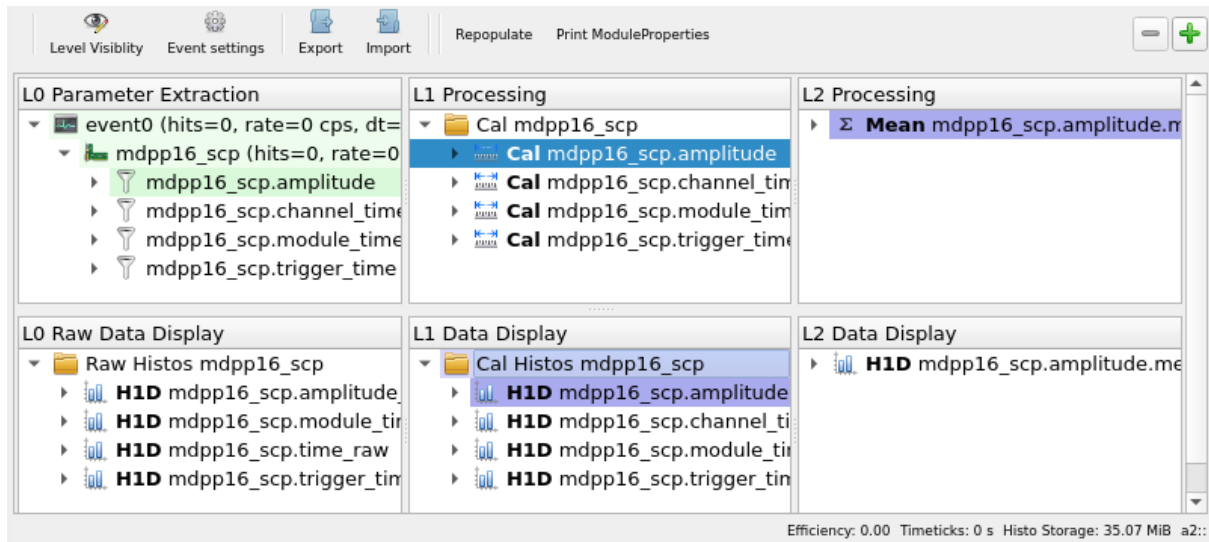 Level Visiblity Event settings Export Import Repopulate Print ModuleProperties
L0 Parameter Extraction
event0 (hits=0, rate=0 cps, dt=
mdpp16_scp (hits=0, rate=0
mdpp16_scp.amplitude
mdpp16_scp.channel_time
mdpp16_scp.module_time
mdpp16_scp.trigger_time
L1 Processing
Cal mdpp16_scp
Cal mdpp16_scp.amplitude
Cal mdpp16_scp.channel_tim
Cal mdpp16_scp.module_tim
Cal mdpp16_scp.trigger_time
L2 Processing
Σ Mean mdpp16_scp.amplitude.m
L0 Raw Data Display
Raw Histos mdpp16_scp
H1D mdpp16_scp.amplitude_
H1D mdpp16_scp.module_tir
H1D mdpp16_scp.time_raw
H1D mdpp16_scp.trigger_tim
L1 Data Display
Cal Histos mdpp16_scp
H1D mdpp16_scp.amplitude
H1D mdpp16_scp.channel_ti
H1D mdpp16_scp.module_tir
H1D mdpp16_scp.trigger_tim
L2 Data Display
H1D mdpp16_scp.amplitude.me
Efficiency: 0.00 Timeticks: 0 s Histo Storage: 35.07 MiB a2::